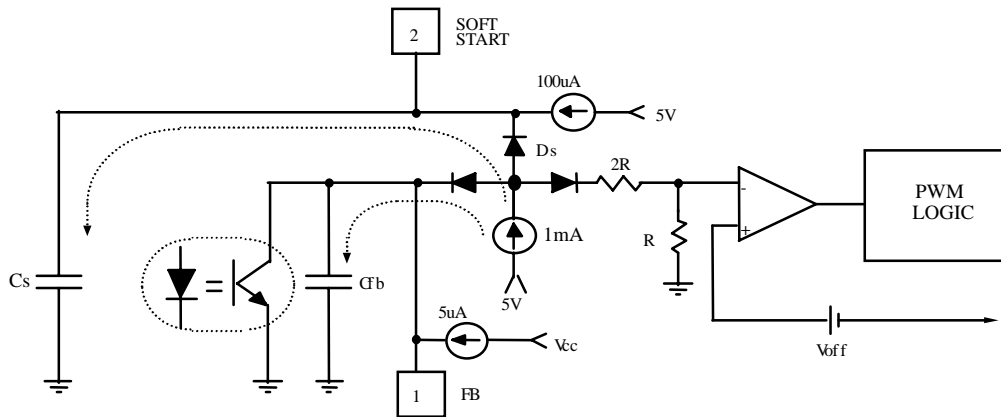 2
SOFT
START
100uA
5V
Ds
2R
-
PWM
LOGIC
+
R
1mA
Cs
=
Cfb
5V
5uA
Vcc
Voff
1
FB